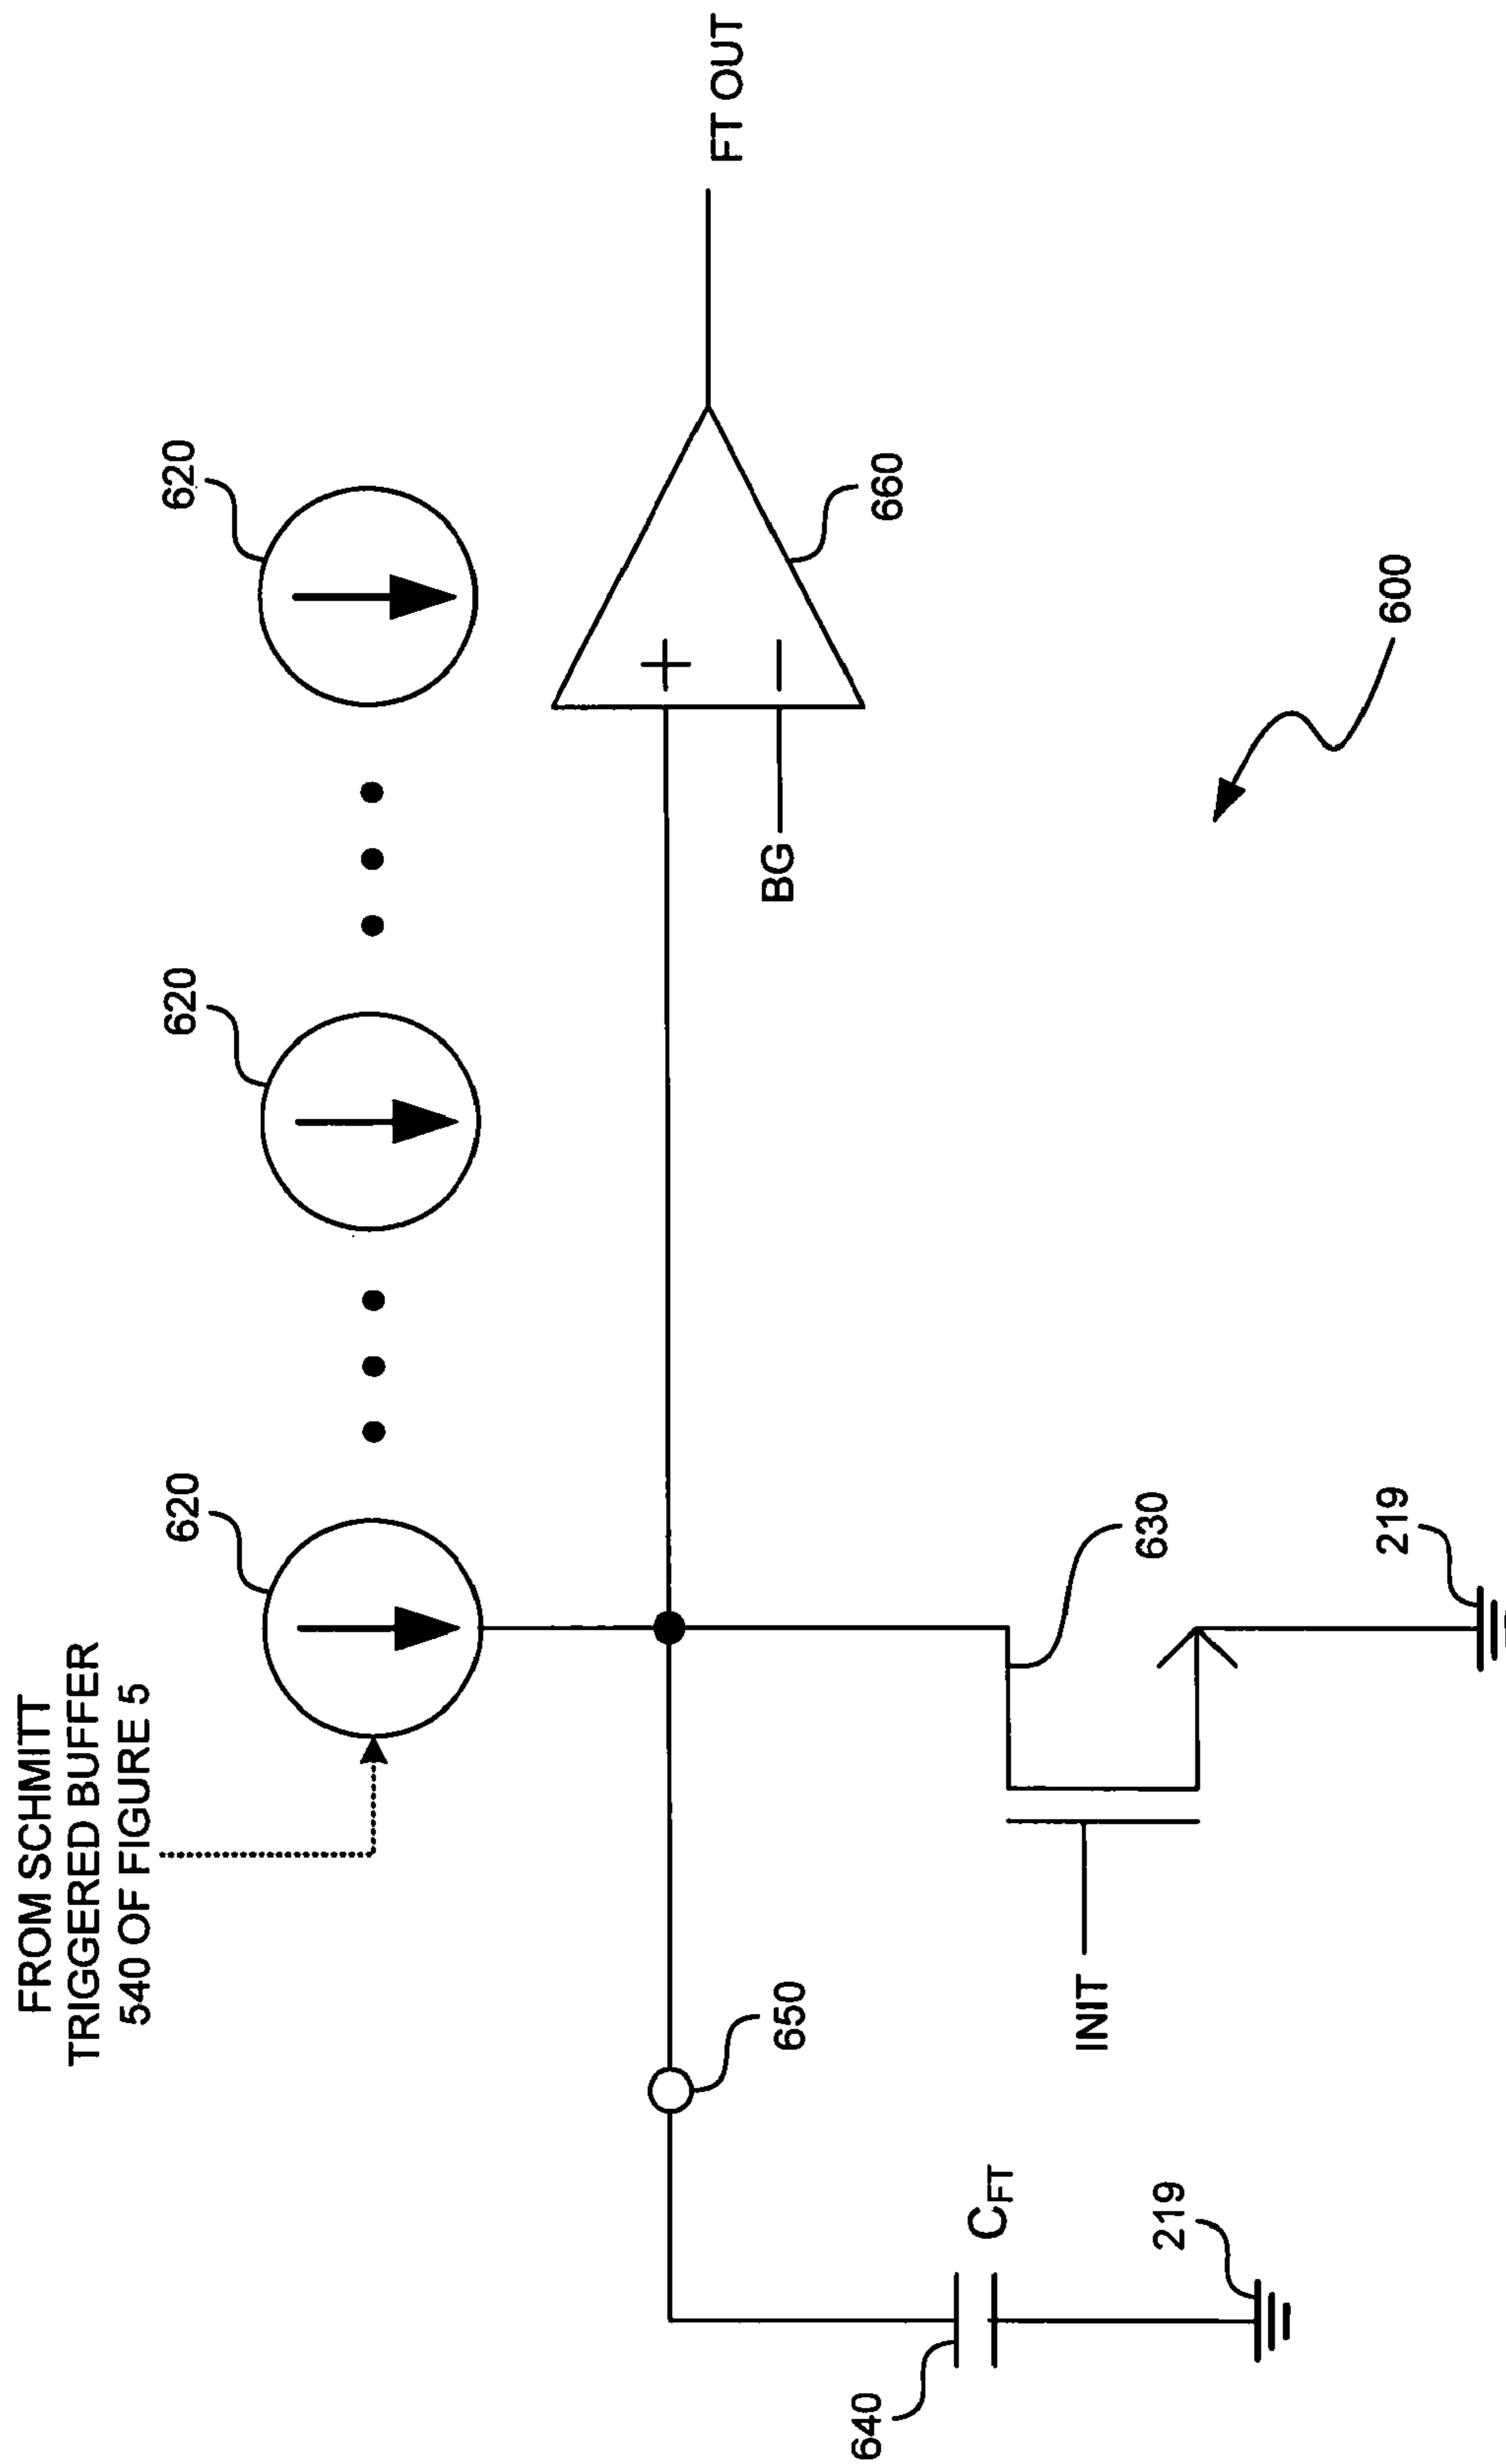 FROM SCHMITT
TRIGGERED BUFFER
540 OF FIGURE 5
620
620
620
FT OUT
650
BG
+
−
660
640
C_FT
INIT
630
600
219
219